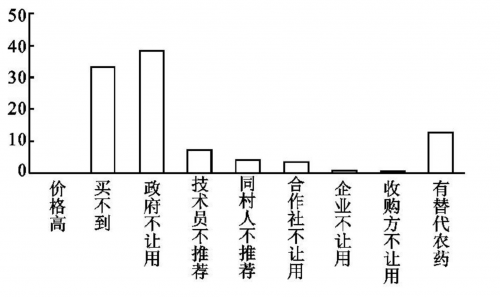 50
40
30
20
10
0
价格高
买不到
政府不让用
技术员不推荐
同村人不推荐
合作社不让用
企业不让用
收购方不让用
有替代农药